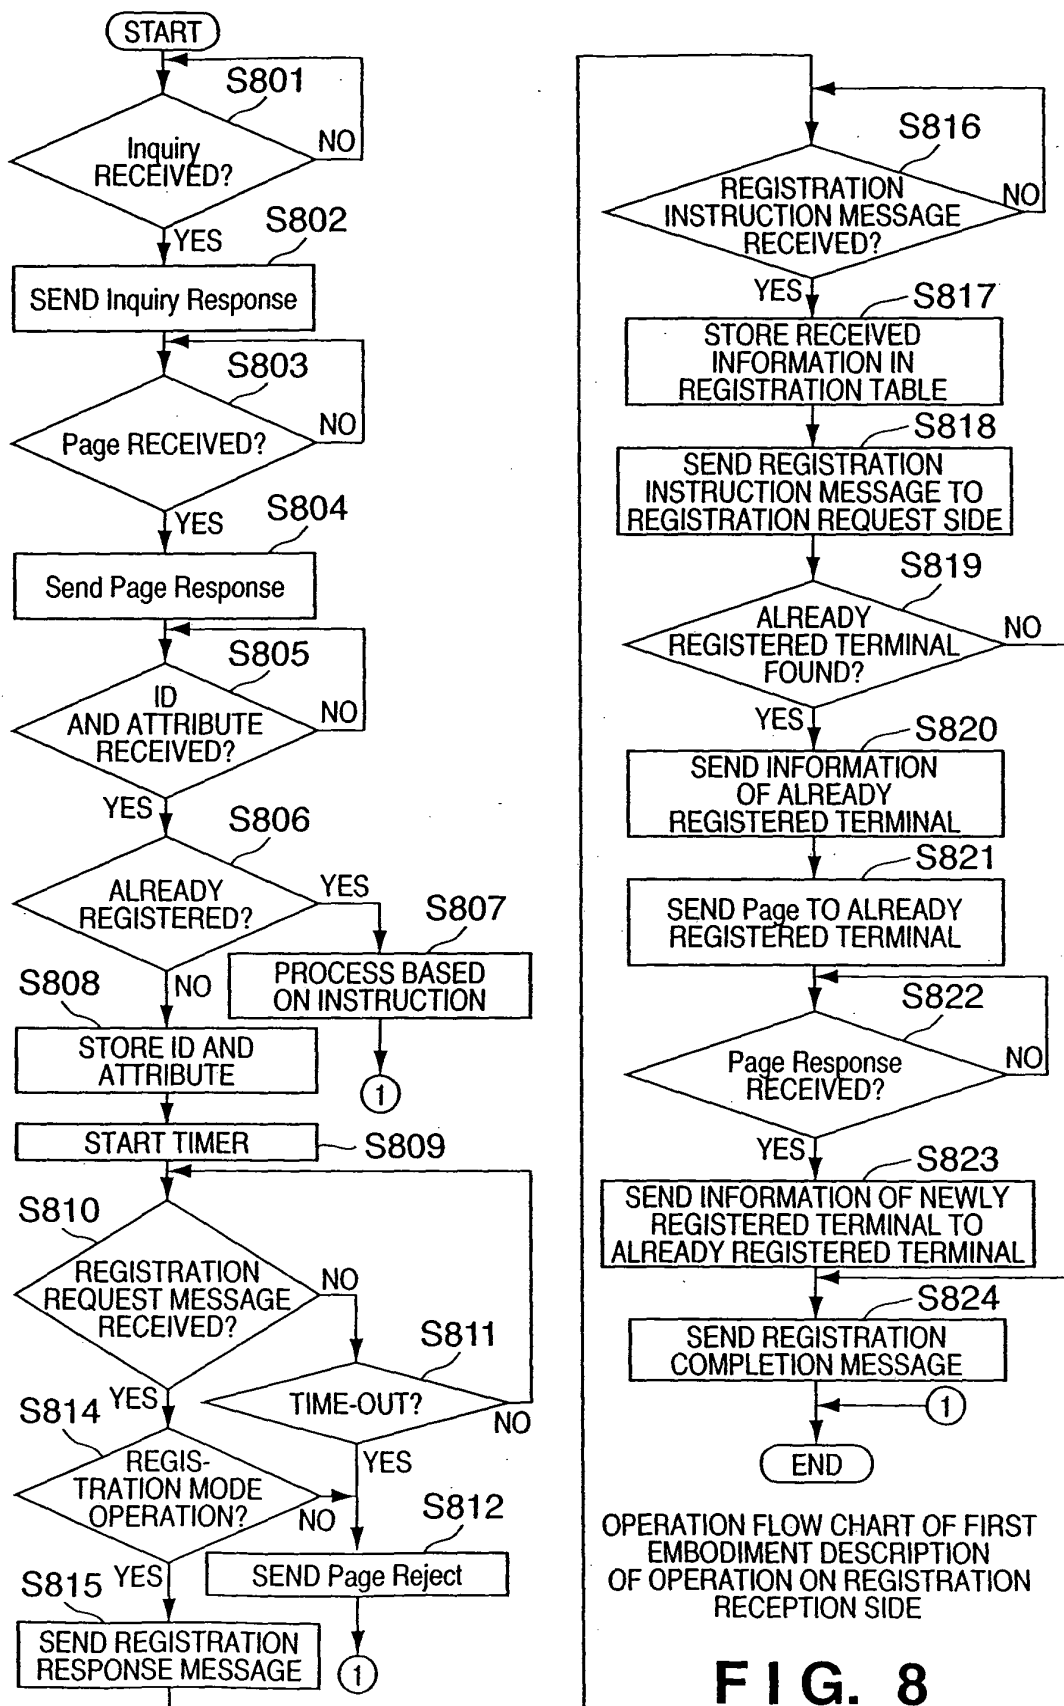 START
S801
Inquiry
RECEIVED?
NO
YES
S802
SEND Inquiry Response
S803
Page RECEIVED?
NO
YES
S804
Send Page Response
S805
ID
AND ATTRIBUTE
RECEIVED?
NO
YES
S806
ALREADY
REGISTERED?
YES
S807
PROCESS BASED
ON INSTRUCTION
1
NO
S808
STORE ID AND
ATTRIBUTE
START TIMER
S809
S810
REGISTRATION
REQUEST MESSAGE
RECEIVED?
NO
S811
TIME-OUT?
NO
YES
YES
S814
REGIS-
TRATION MODE
OPERATION?
NO
S812
SEND Page Reject
1
YES
S815
SEND REGISTRATION
RESPONSE MESSAGE
S816
REGISTRATION
INSTRUCTION MESSAGE
RECEIVED?
NO
YES
S817
STORE RECEIVED
INFORMATION IN
REGISTRATION TABLE
S818
SEND REGISTRATION
INSTRUCTION MESSAGE TO
REGISTRATION REQUEST SIDE
S819
ALREADY
REGISTERED TERMINAL
FOUND?
NO
YES
S820
SEND INFORMATION
OF ALREADY
REGISTERED TERMINAL
S821
SEND Page TO ALREADY
REGISTERED TERMINAL
S822
Page Response
RECEIVED?
NO
YES
S823
SEND INFORMATION OF NEWLY
REGISTERED TERMINAL TO
ALREADY REGISTERED TERMINAL
S824
SEND REGISTRATION
COMPLETION MESSAGE
1
END
OPERATION FLOW CHART OF FIRST
EMBODIMENT DESCRIPTION
OF OPERATION ON REGISTRATION
RECEPTION SIDE
FIG. 8